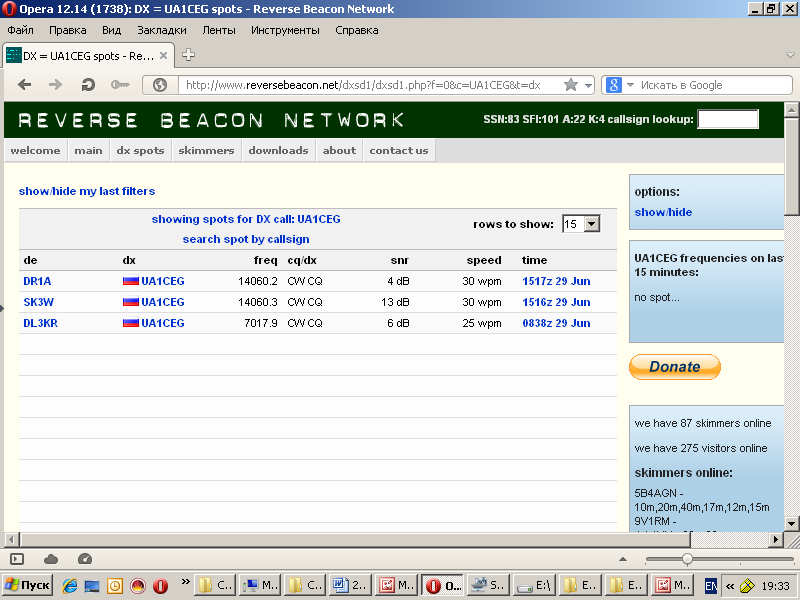 Opera 12.14 (1738): DX = UA1CEG spots - Reverse Beacon Network
Файл Правка Вид Закладки Ленты Инструменты Справка
DX = UA1CEG spots - Re...
http://www.reversebeacon.net/dxsd1/dxsd1.php?f=0&c=UA1CEG&t=dx
Искать в Google
REVERSE BEACON NETWORK
SSN:83 SFI:101 A:22 K:4 callsign lookup:
welcome main dx spots skimmers downloads about contact us
show/hide my last filters
showing spots for DX call: UA1CEG
search spot by callsign
rows to show: 15
de dx freq cq/dx snr speed time
DR1A UA1CEG 14060.2 CW CQ 4 dB 30 wpm 1517z 29 Jun
SK3W UA1CEG 14060.3 CW CQ 13 dB 30 wpm 1516z 29 Jun
DL3KR UA1CEG 7017.9 CW CQ 6 dB 25 wpm 0838z 29 Jun
options:
show/hide
UA1CEG frequencies on las
15 minutes:
no spot...
Donate
we have 87 skimmers online
we have 275 visitors online
skimmers online:
5B4AGN -
10m,20m,40m,17m,12m,15m
9V1RM -
Пуск » С.. М.. С.. 2.. М.. О... S.. E:\ Е.. Е.. М.. EN « 19:33